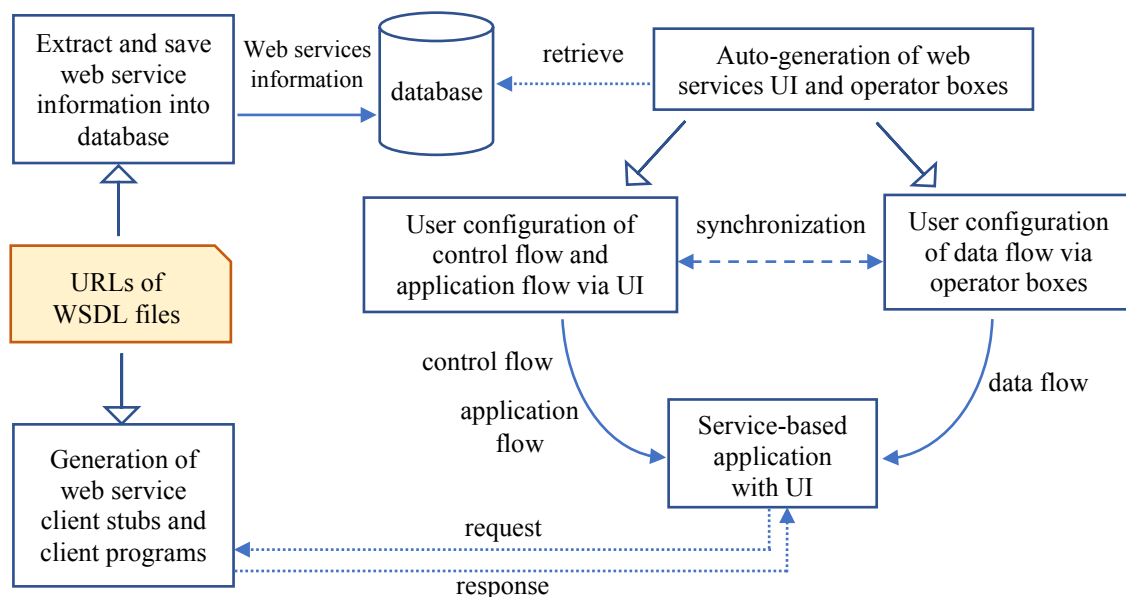 Extract and save
web service
information into
database
Web services
information
database
retrieve
Auto-generation of web
services UI and operator boxes
User configuration of
control flow and
application flow via UI
synchronization
User configuration
of data flow via
operator boxes
URLs of
WSDL files
control flow
application
flow
data flow
Service-based
application
with UI
Generation of
web service
client stubs and
client programs
request
response